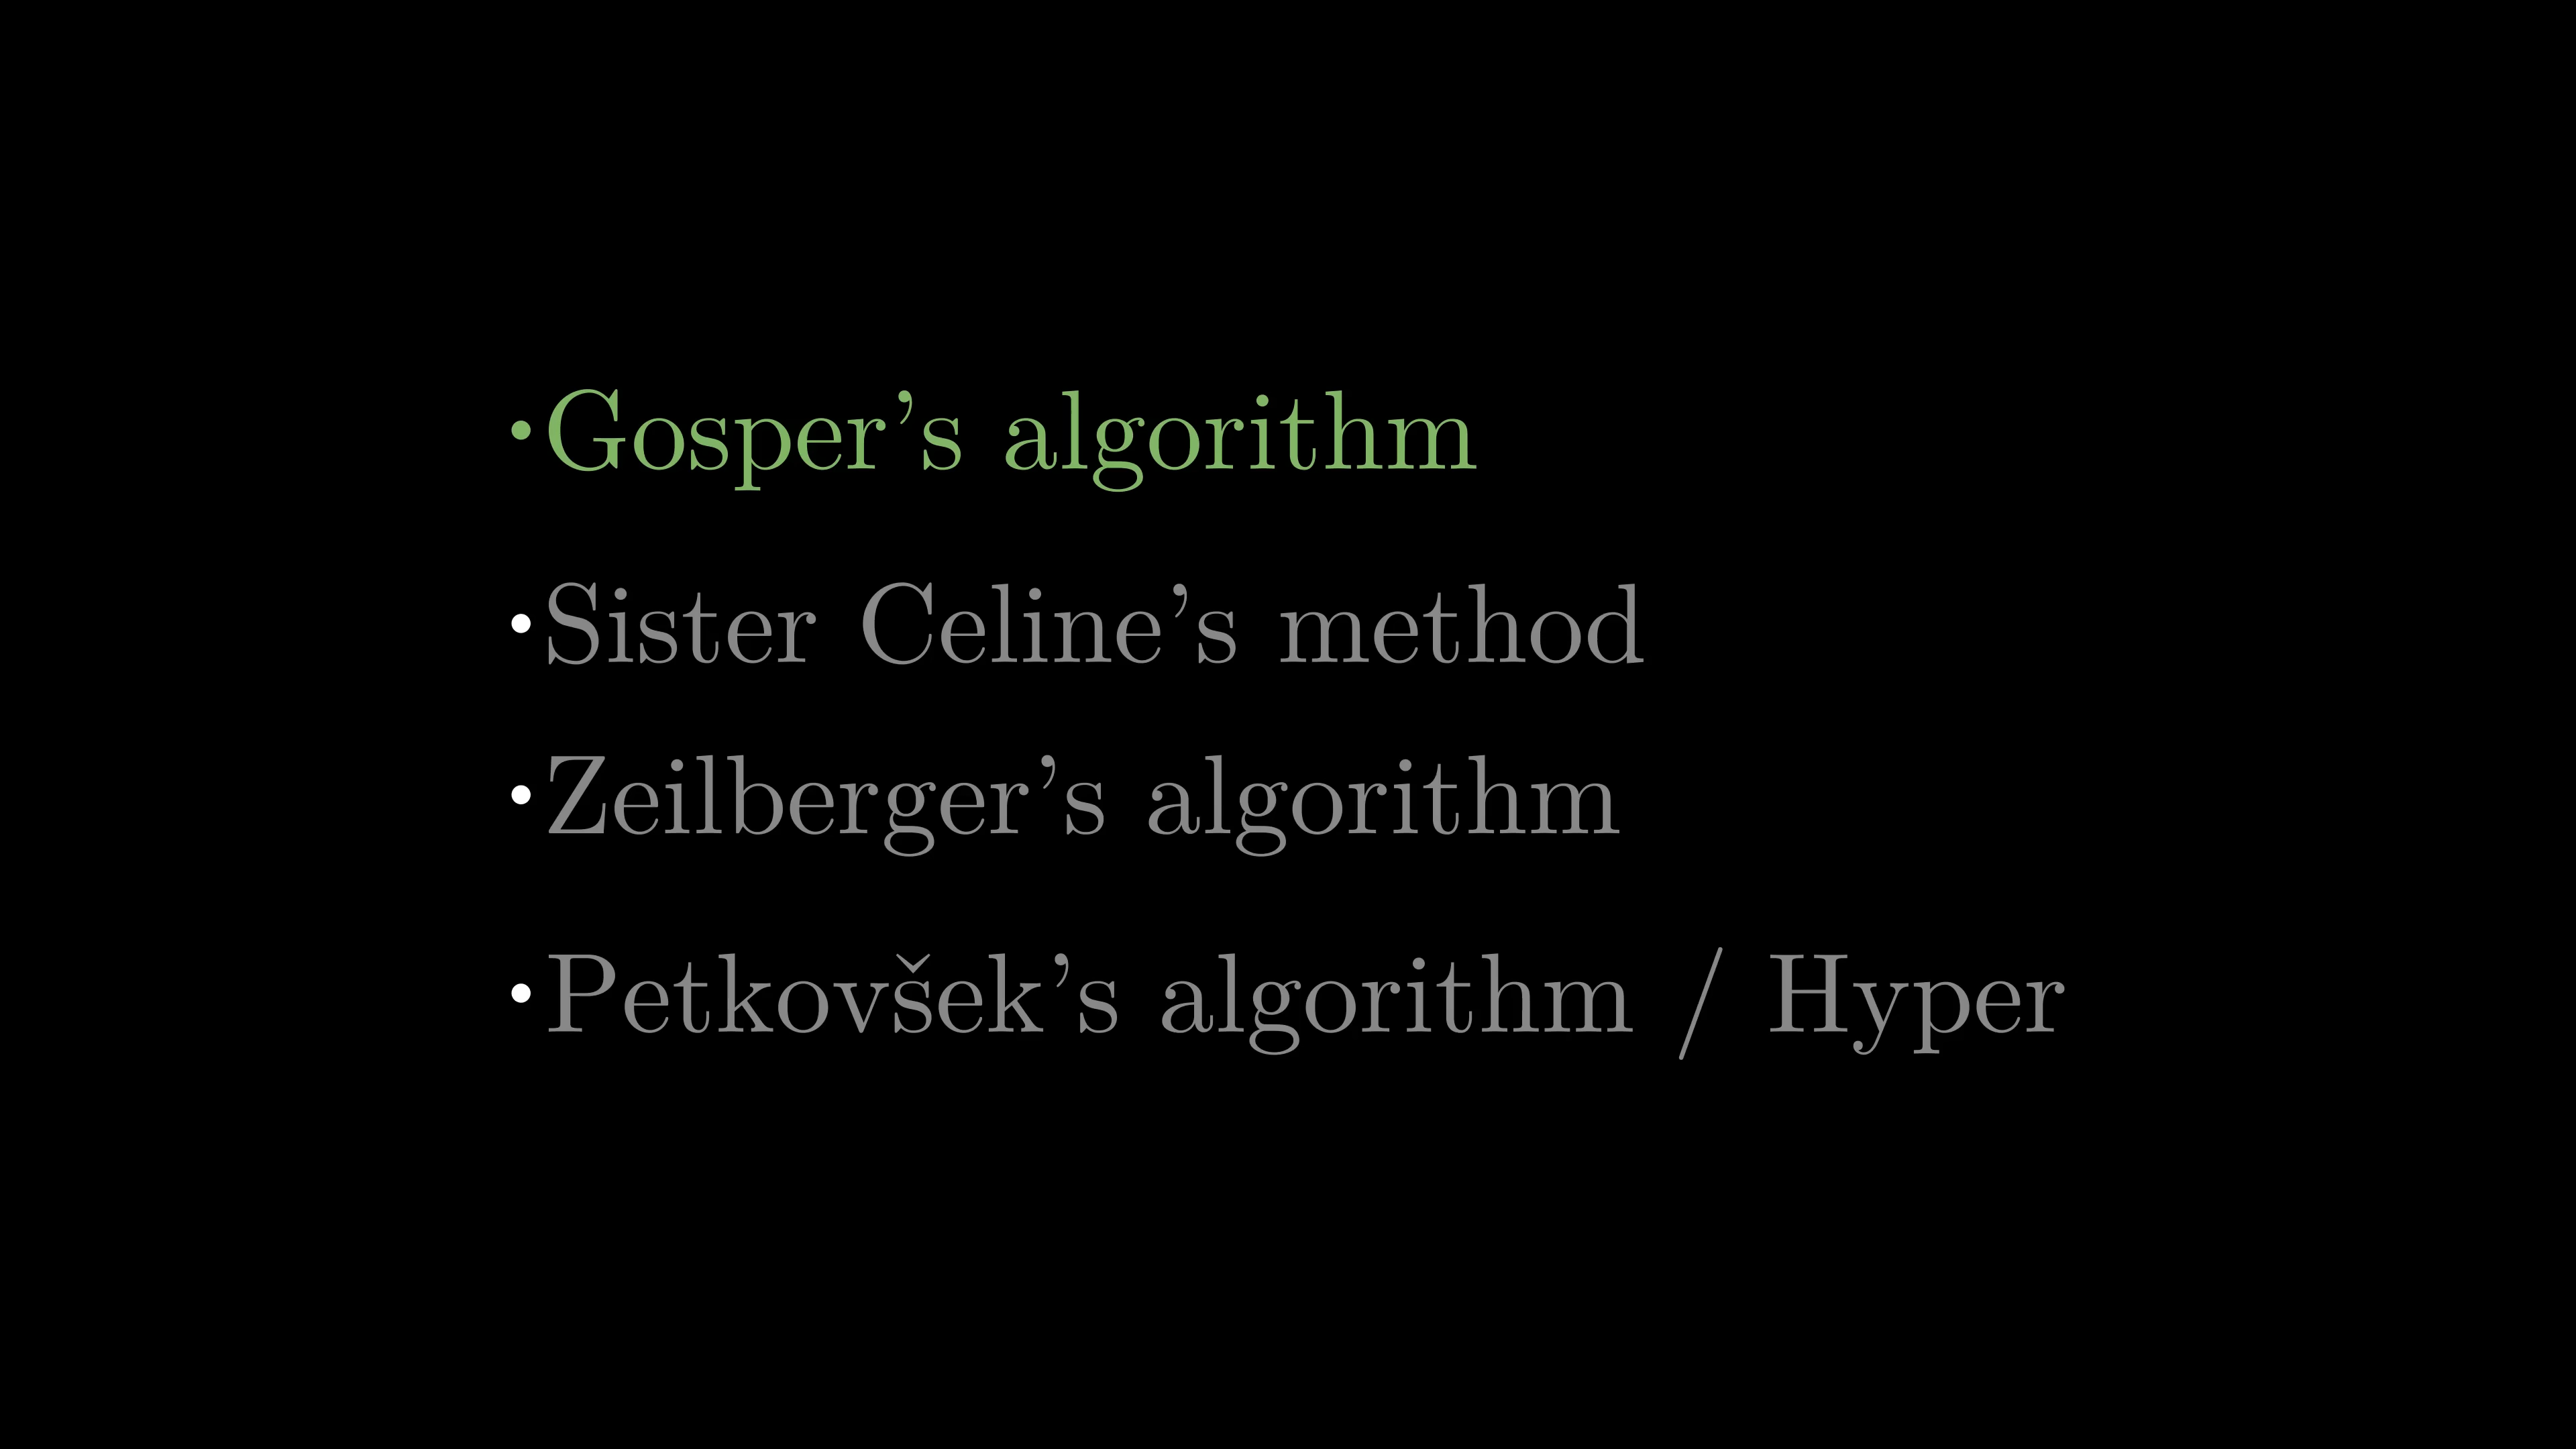 •Gosper’s algorithm
•Sister Celine’s method
•Zeilberger’s algorithm
•Petkovšek’s algorithm / Hyper